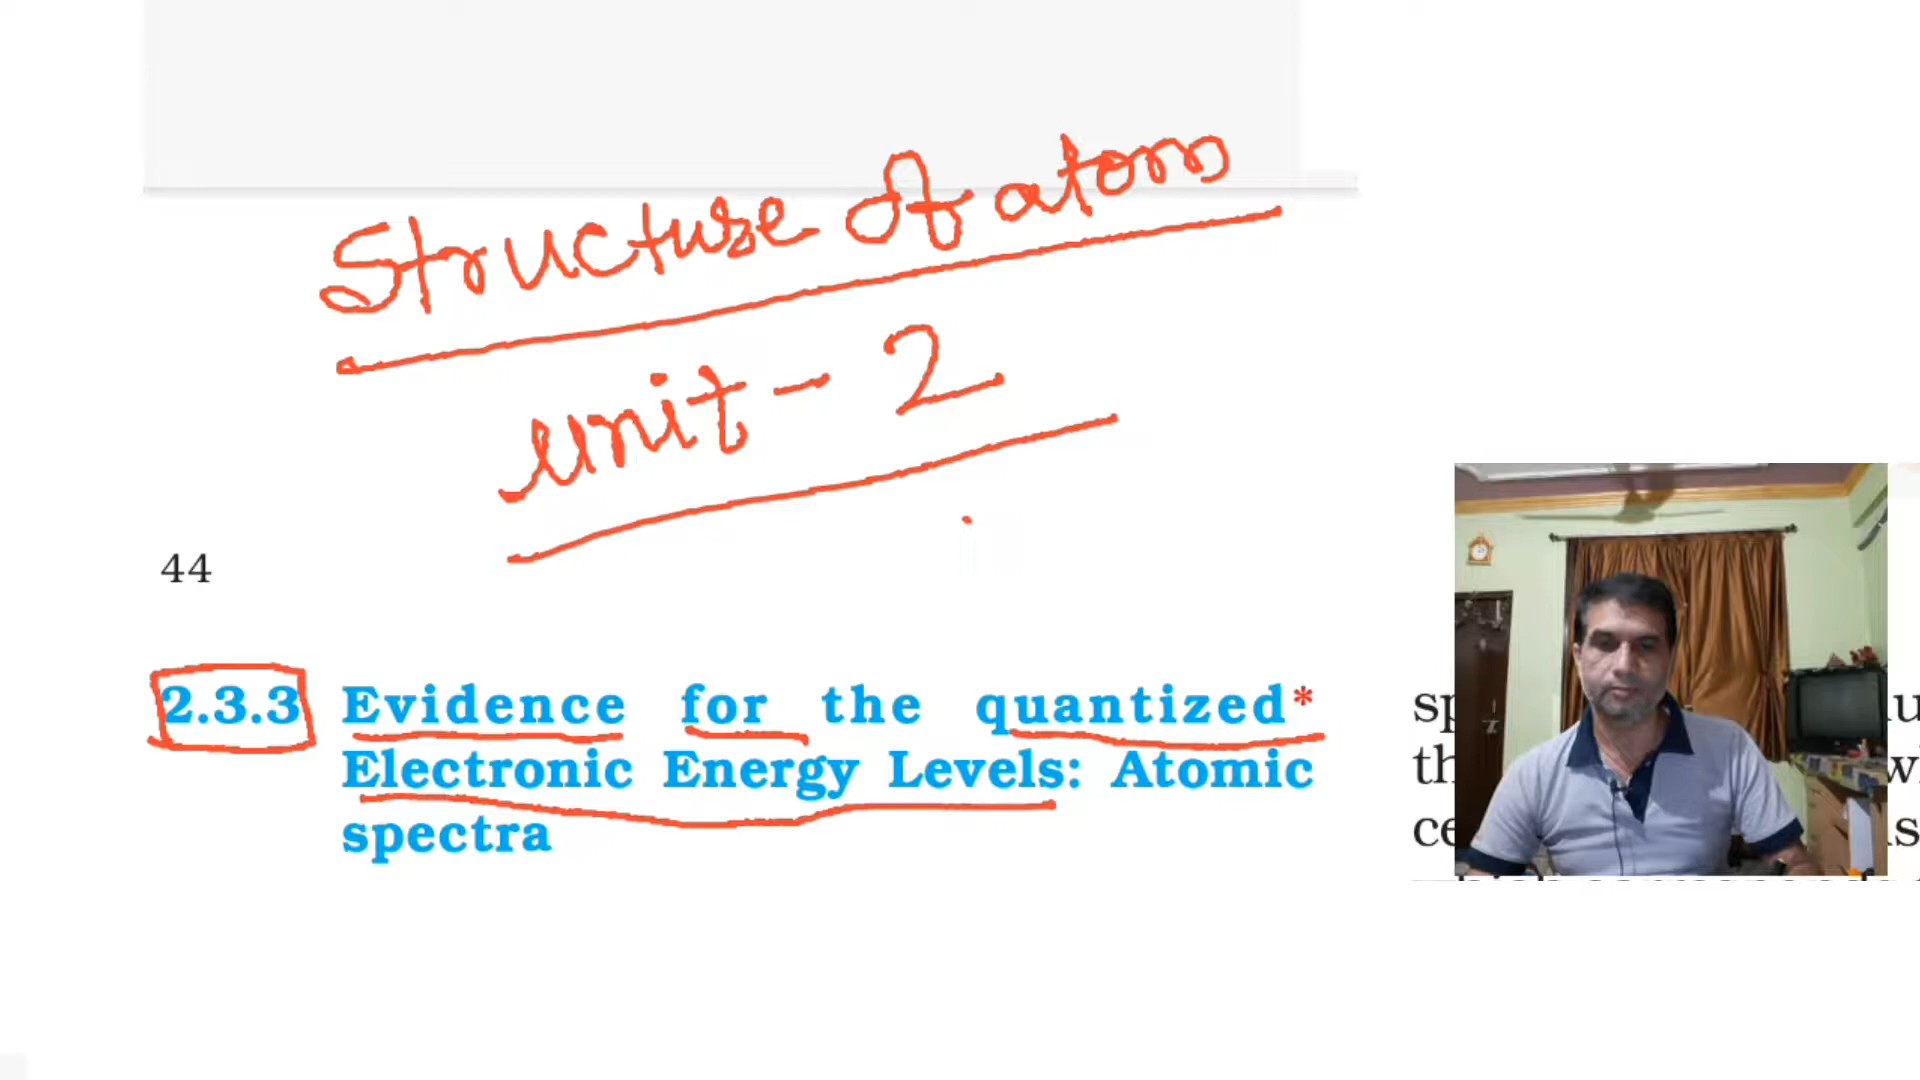 Structure of atom
unit - 2
44
2.3.3 Evidence for the quantized*
Electronic Energy Levels: Atomic
spectra